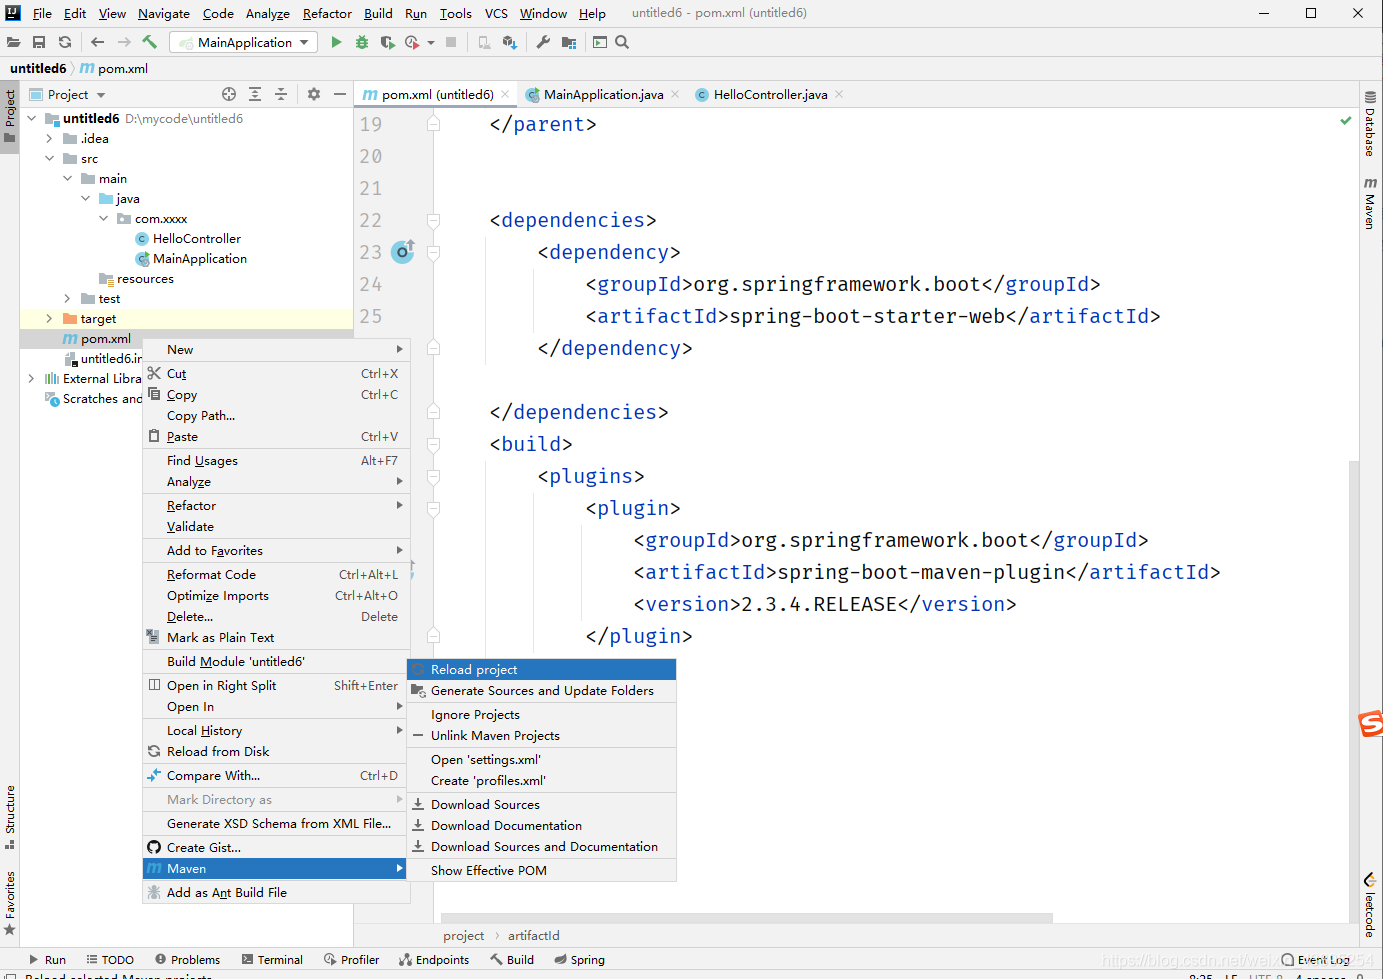 File Edit View Navigate Code Analyze Refactor Build Run Tools VCS Window Help untitled6 - pom.xml (untitled6)
MainApplication
untitled6 pom.xml
Project
pom.xml (untitled6) MainApplication.java HelloController.java
Project
Structure
Favorites
untitled6 D:\mycode\untitled6
.idea
src
main
java
com.xxxx
HelloController
MainApplication
resources
test
target
pom.xml
untitled6.in
External Libra
Scratches and
New
Cut Ctrl+X
Copy Ctrl+C
Copy Path...
Paste Ctrl+V
Find Usages Alt+F7
Analyze
Refactor
Validate
Add to Favorites
Reformat Code Ctrl+Alt+L
Optimize Imports Ctrl+Alt+O
Delete... Delete
Mark as Plain Text
Build Module 'untitled6'
Open in Right Split Shift+Enter
Open In
Local History
Reload from Disk
Compare With... Ctrl+D
Mark Directory as
Generate XSD Schema from XML File...
Create Gist...
Maven
Add as Ant Build File
Reload project
Generate Sources and Update Folders
Ignore Projects
Unlink Maven Projects
Open 'settings.xml'
Create 'profiles.xml'
Download Sources
Download Documentation
Download Sources and Documentation
Show Effective POM
19 </parent>
20
21
22 <dependencies>
23 <dependency>
24 <groupId>org.springframework.boot</groupId>
25 <artifactId>spring-boot-starter-web</artifactId>
</dependency>
</dependencies>
<build>
<plugins>
<plugin>
<groupId>org.springframework.boot</groupId>
<artifactId>spring-boot-maven-plugin</artifactId>
<version>2.3.4.RELEASE</version>
</plugin>
Database
Maven
leetcode
project artifactId
Run TODO Problems Terminal Profiler Endpoints Build Spring Event Log
Reload selected Maven projects